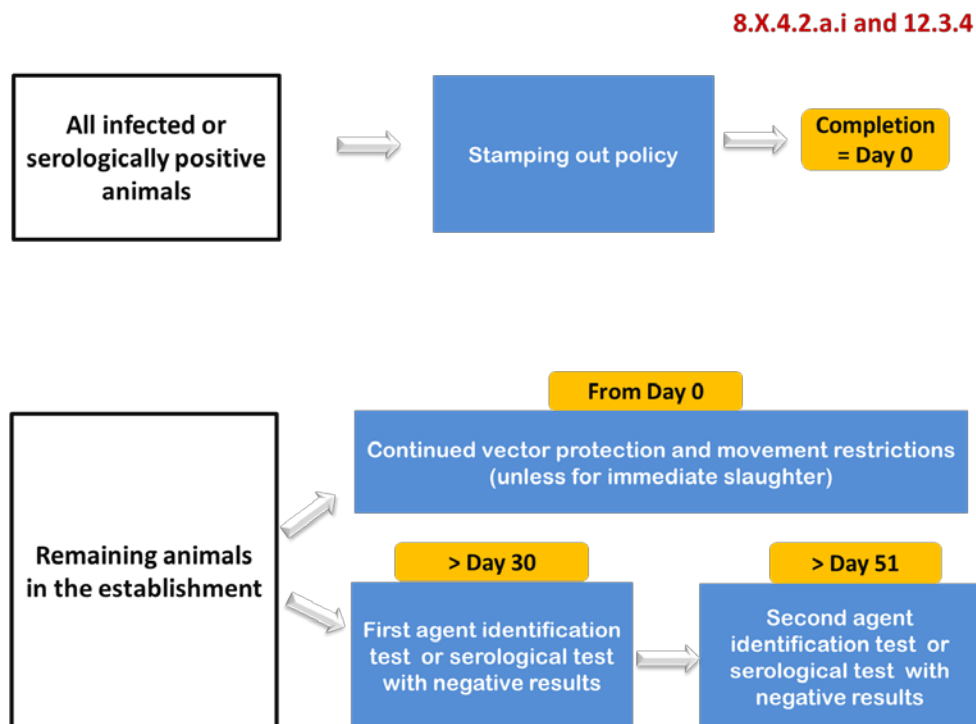 8.X.4.2.a.i and 12.3.4
All infected or
serologically positive
animals
Stamping out policy
Completion
= Day 0
From Day 0
Continued vector protection and movement restrictions
(unless for immediate slaughter)
Remaining animals
in the establishment
> Day 30
First agent identification
test or serological test
with negative results
> Day 51
Second agent
identification test or
serological test with
negative results